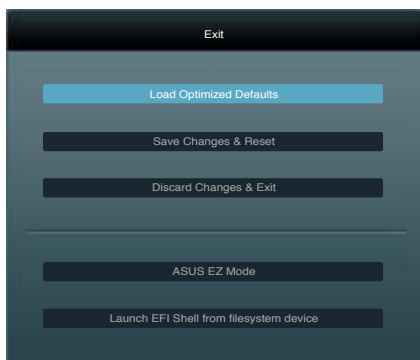 Exit
Load Optimized Defaults
Save Changes & Reset
Discard Changes & Exit
ASUS EZ Mode
Launch EFI Shell from filesystem device